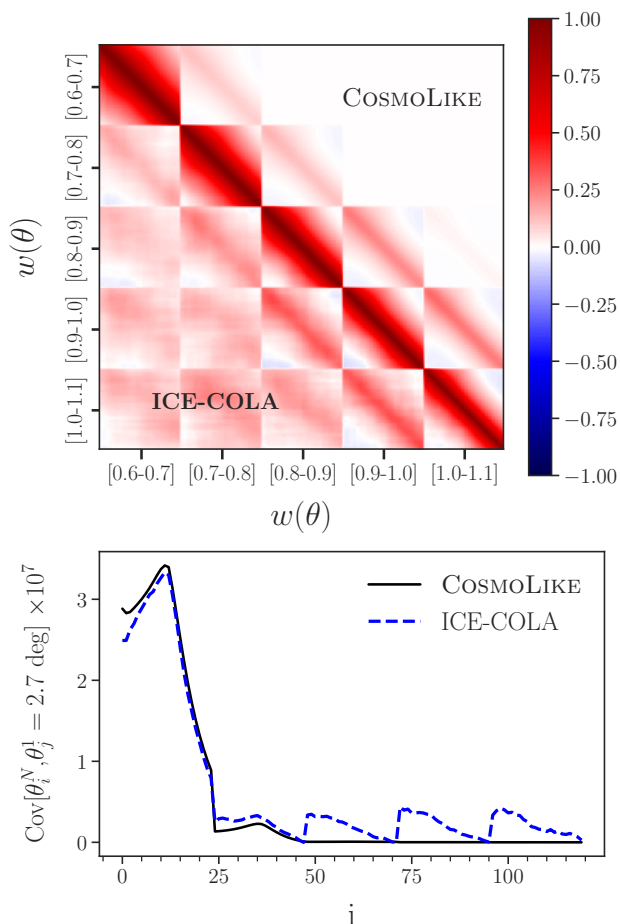 1.00
0.75
0.50
0.25
0.00
−0.25
−0.50
−0.75
−1.00
COSMOLIKE
ICE-COLA
w(θ)
[0.6-0.7]
[0.7-0.8]
[0.8-0.9]
[0.9-1.0]
[1.0-1.1]
[0.6-0.7] [0.7-0.8] [0.8-0.9] [0.9-1.0] [1.0-1.1]
w(θ)
Cov[θ_i^N, θ_j^1 = 2.7 deg] ×10^7
3
2
1
0
COSMOLIKE
ICE-COLA
0 25 50 75 100
i